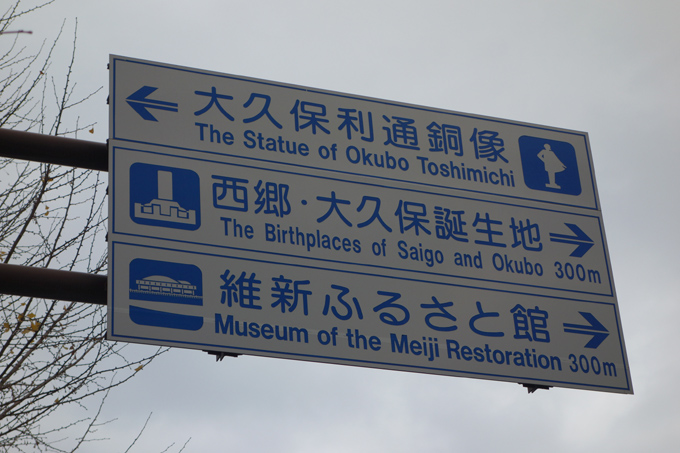 大久保利通銅像
The Statue of Okubo Toshimichi
西郷・大久保誕生地
The Birthplaces of Saigo and Okubo 300m
維新ふるさと館
Museum of the Meiji Restoration 300m